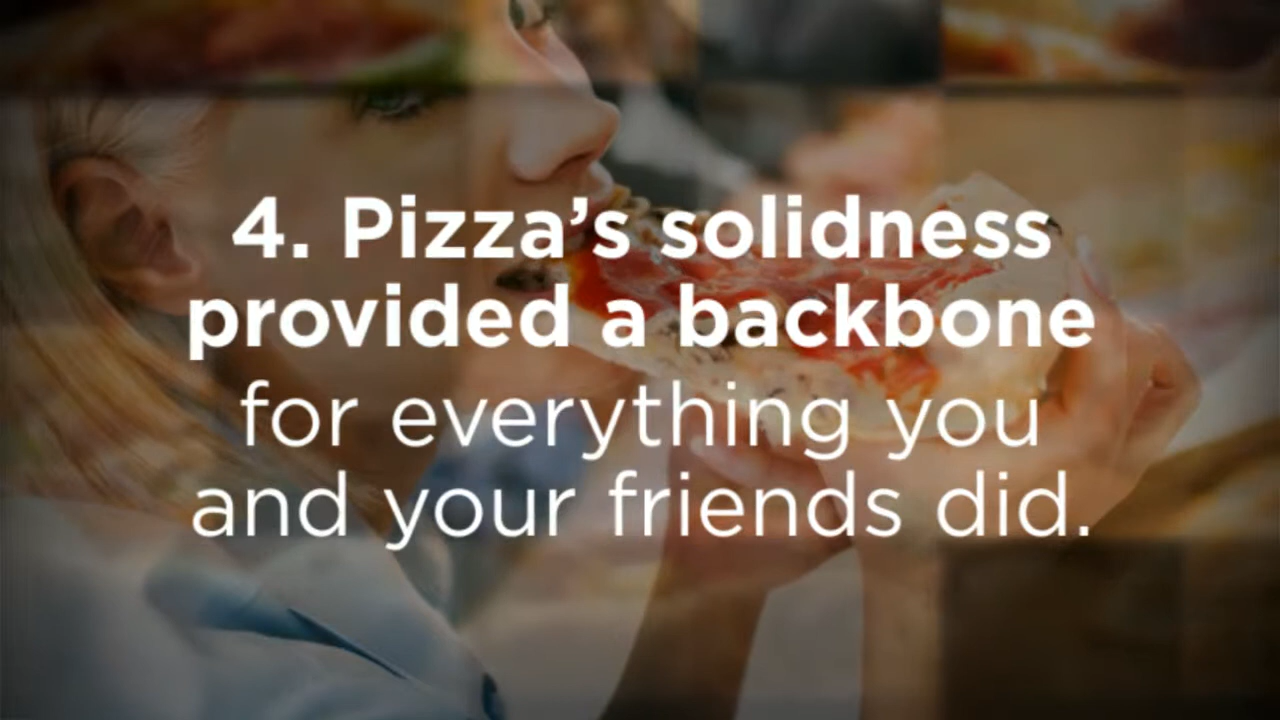 4. Pizza’s solidness
provided a backbone
for everything you
and your friends did.